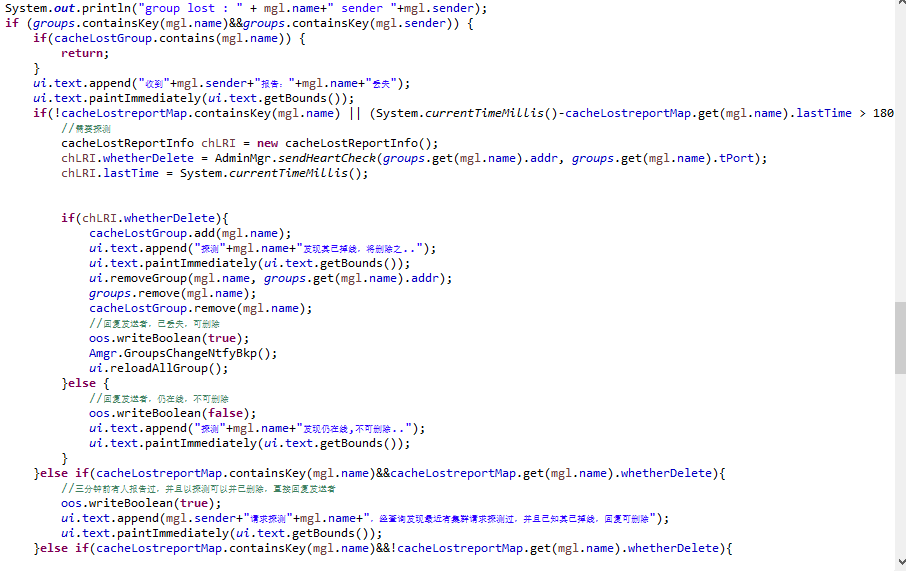 System.out.println("group lost : " + mgl.name+" sender "+mgl.sender);
if (groups.containsKey(mgl.name)&&groups.containsKey(mgl.sender)) {
if(cacheLostGroup.contains(mgl.name)) {
return;
}
ui.text.append("收到"+mgl.sender+"报告："+mgl.name+"丢失");
ui.text.paintImmediately(ui.text.getBounds());
if(!cacheLostreportMap.containsKey(mgl.name) || (System.currentTimeMillis()-cacheLostreportMap.get(mgl.name).lastTime > 180
//需要探测
cacheLostReportInfo chLRI = new cacheLostReportInfo();
chLRI.whetherDelete = AdminMgr.sendHeartCheck(groups.get(mgl.name).addr, groups.get(mgl.name).tPort);
chLRI.lastTime = System.currentTimeMillis();
if(chLRI.whetherDelete){
cacheLostGroup.add(mgl.name);
ui.text.append("探测"+mgl.name+"发现其已掉线，将删除之..");
ui.text.paintImmediately(ui.text.getBounds());
ui.removeGroup(mgl.name, groups.get(mgl.name).addr);
groups.remove(mgl.name);
cacheLostGroup.remove(mgl.name);
//回复发送者，已丢失，可删除
oos.writeBoolean(true);
Amgr.GroupsChangeNtfyBkp();
ui.reloadAllGroup();
}else {
//回复发送者，仍在线，不可删除
oos.writeBoolean(false);
ui.text.append("探测"+mgl.name+"发现仍在线,不可删除..");
ui.text.paintImmediately(ui.text.getBounds());
}
}else if(cacheLostreportMap.containsKey(mgl.name)&&cacheLostreportMap.get(mgl.name).whetherDelete){
//三分钟前有人报告过，并且以探测可以并已删除，直接回复发送者
oos.writeBoolean(true);
ui.text.append(mgl.sender+"请求探测"+mgl.name+"，经查询发现最近有集群请求探测过，并且已知其已掉线，回复可删除");
ui.text.paintImmediately(ui.text.getBounds());
}else if(cacheLostreportMap.containsKey(mgl.name)&&!cacheLostreportMap.get(mgl.name).whetherDelete){